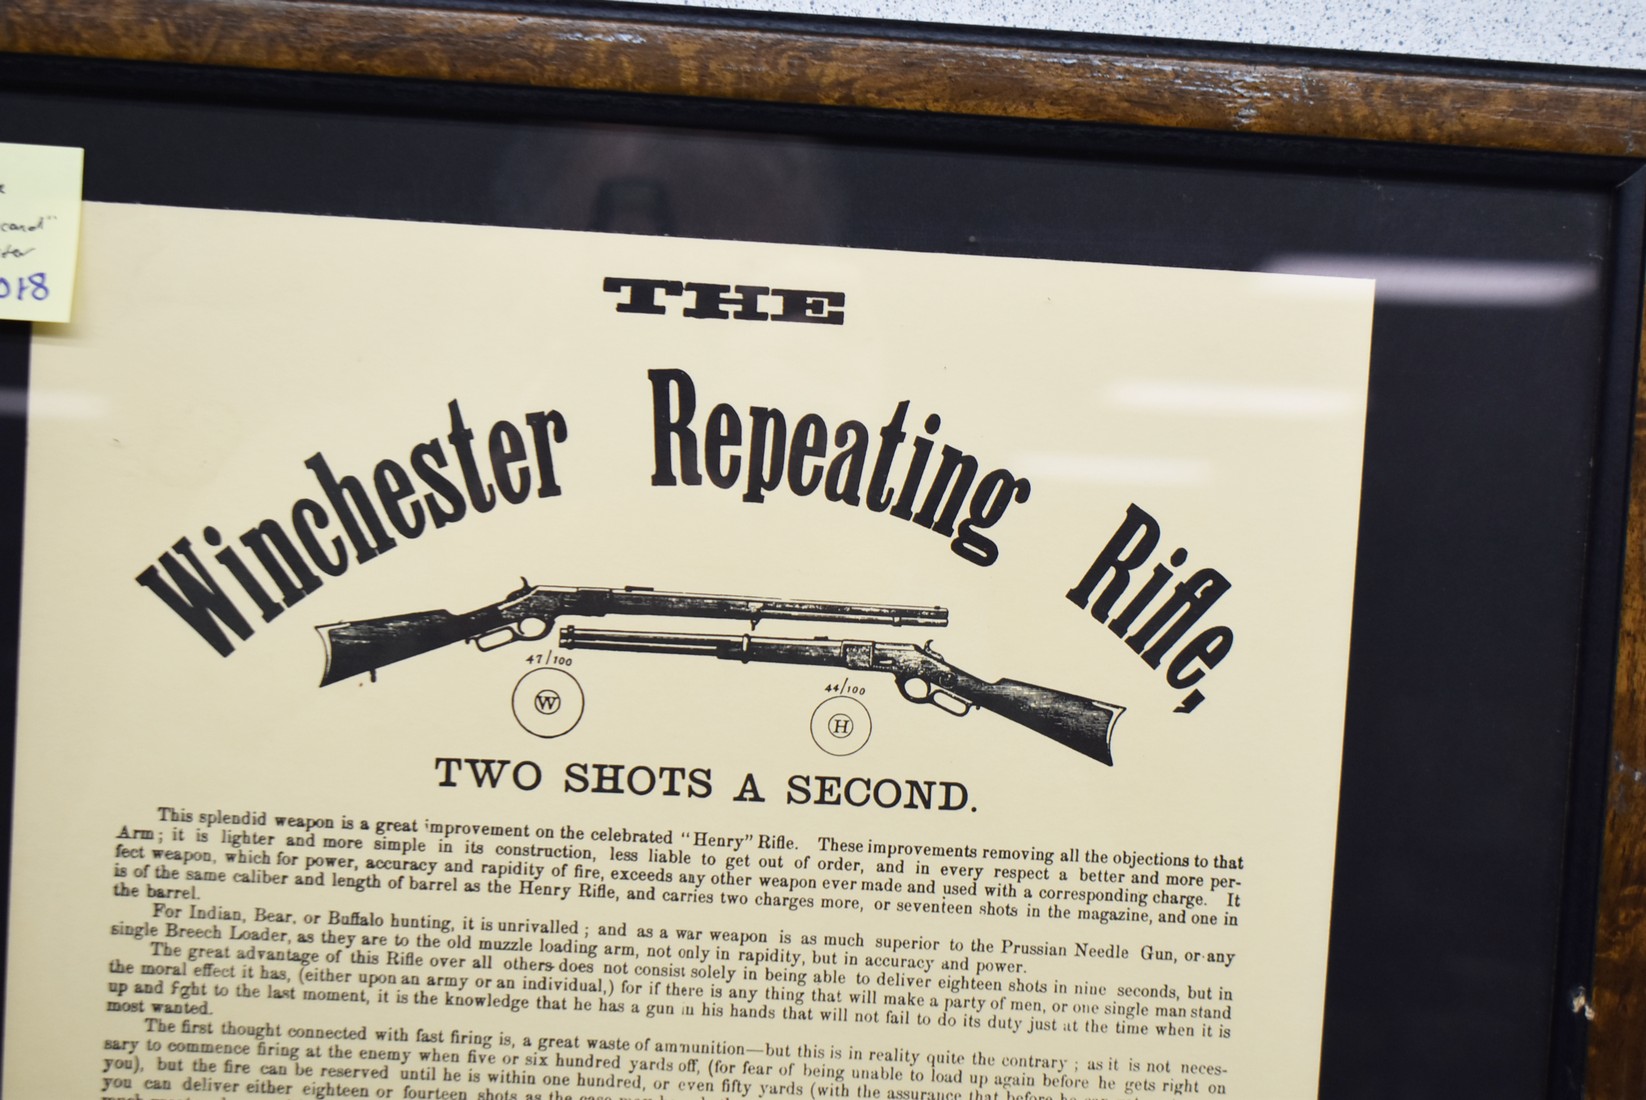 card"
018
THE
Winchester Repeating Rifle,
47/100
W
44/100
H
TWO SHOTS A SECOND.
This splendid weapon is a great improvement on the celebrated "Henry" Rifle. These improvements removing all the objections to that
Arm; it is lighter and more simple in its construction, less liable to get out of order, and in every respect a better and more per-
fect weapon, which for power, accuracy and rapidity of fire, exceeds any other weapon ever made and used with a corresponding charge. It
is of the same caliber and length of barrel as the Henry Rifle, and carries two charges more, or seventeen shots in the magazine, and one in
the barrel.
For Indian, Bear, or Buffalo hunting, it is unrivalled; and as a war weapon is as much superior to the Prussian Needle Gun, or any
single Breech Loader, as they are to the old muzzle loading arm, not only in rapidity, but in accuracy and power.
The great advantage of this Rifle over all others does not consist solely in being able to deliver eighteen shots in nine seconds, but in
the moral effect it has, (either upon an army or an individual,) for if there is any thing that will make a party of men, or one single man stand
up and fght to the last moment, it is the knowledge that he has a gun in his hands that will not fail to do its duty just at the time when it is
most wanted.
The first thought connected with fast firing is, a great waste of ammunition—but this is in reality quite the contrary; as it is not neces-
sary to commence firing at the enemy when five or six hundred yards off, (for fear of being unable to load up again before he gets right on
you), but the fire can be reserved until he is within one hundred, or even fifty yards (with the assurance that before he
you can deliver either eighteen or fourteen shots as the case may